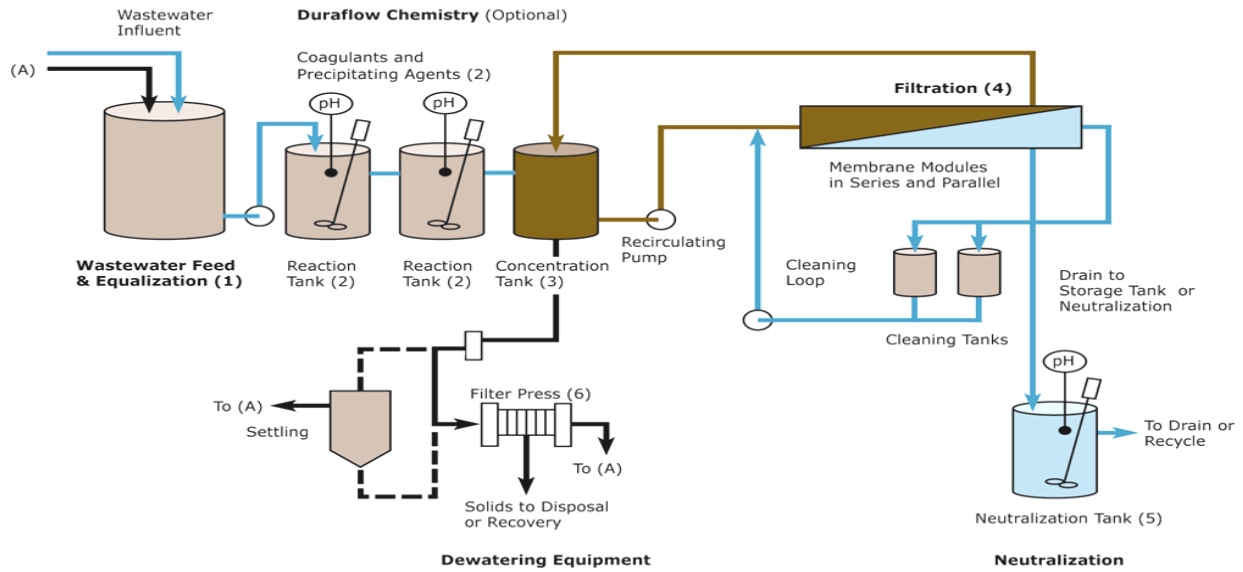 Wastewater
Influent
Duraflow Chemistry (Optional)
(A)
Coagulants and
Precipitating Agents (2)
pH
pH
Filtration (4)
Membrane Modules
in Series and Parallel
Wastewater Feed
& Equalization (1)
Reaction
Tank (2)
Reaction
Tank (2)
Concentration
Tank (3)
Recirculating
Pump
Cleaning
Loop
Cleaning Tanks
Drain to
Storage Tank or
Neutralization
pH
To (A)
Settling
Filter Press (6)
To (A)
Solids to Disposal
or Recovery
To Drain or
Recycle
Neutralization Tank (5)
Dewatering Equipment
Neutralization